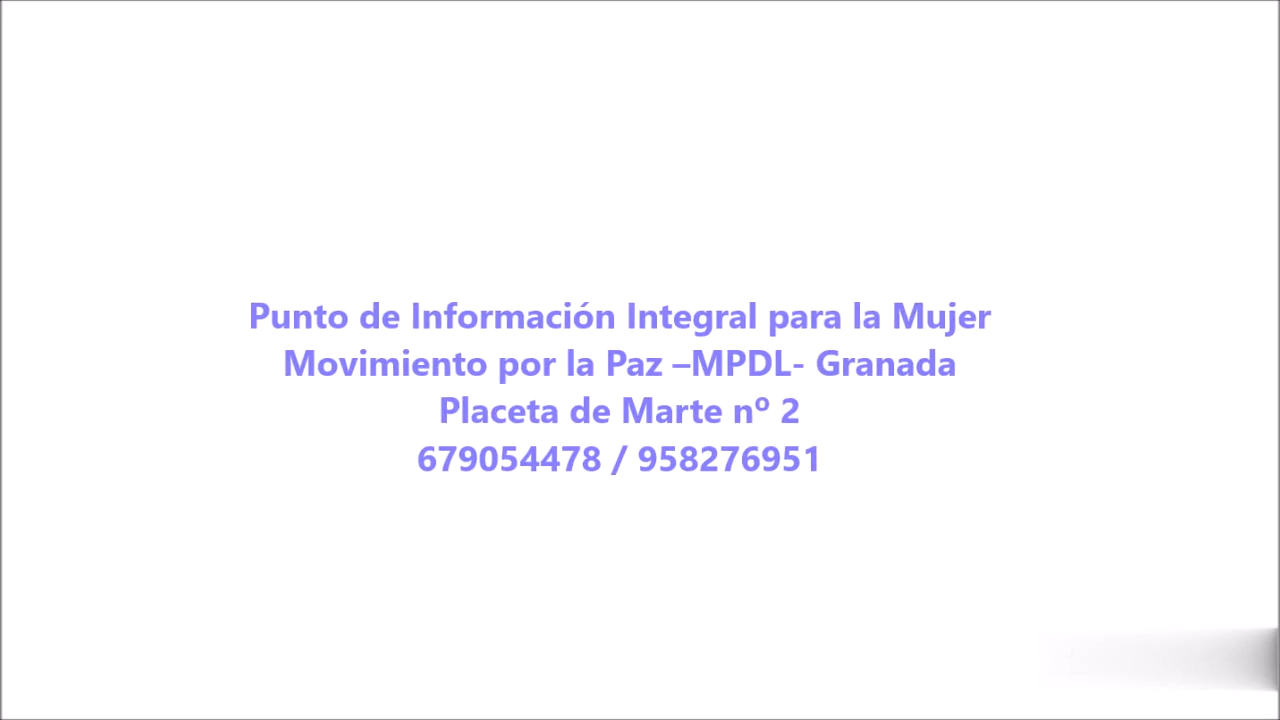 Punto de Información Integral para la Mujer
Movimiento por la Paz –MPDL- Granada
Placeta de Marte nº 2
679054478 / 958276951